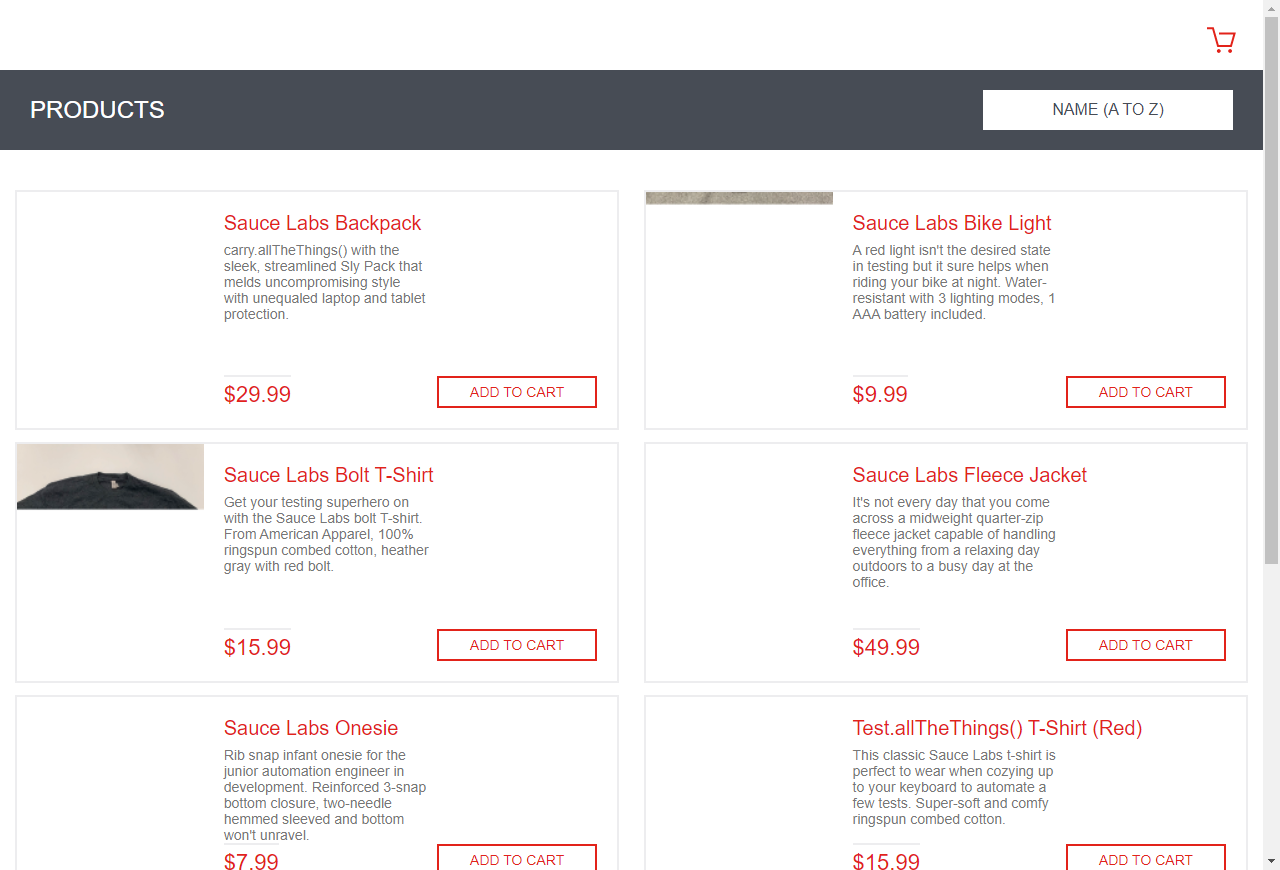 PRODUCTS
NAME (A TO Z)
Sauce Labs Backpack
carry.allTheThings() with the
sleek, streamlined Sly Pack that
melds uncompromising style
with unequaled laptop and tablet
protection.
$29.99
ADD TO CART
Sauce Labs Bike Light
A red light isn't the desired state
in testing but it sure helps when
riding your bike at night. Water-
resistant with 3 lighting modes, 1
AAA battery included.
$9.99
ADD TO CART
Sauce Labs Bolt T-Shirt
Get your testing superhero on
with the Sauce Labs bolt T-shirt.
From American Apparel, 100%
ringspun combed cotton, heather
gray with red bolt.
$15.99
ADD TO CART
Sauce Labs Fleece Jacket
It's not every day that you come
across a midweight quarter-zip
fleece jacket capable of handling
everything from a relaxing day
outdoors to a busy day at the
office.
$49.99
ADD TO CART
Sauce Labs Onesie
Rib snap infant onesie for the
junior automation engineer in
development. Reinforced 3-snap
bottom closure, two-needle
hemmed sleeved and bottom
won't unravel.
$7.99
ADD TO CART
Test.allTheThings() T-Shirt (Red)
This classic Sauce Labs t-shirt is
perfect to wear when cozying up
to your keyboard to automate a
few tests. Super-soft and comfy
ringspun combed cotton.
$15.99
ADD TO CART